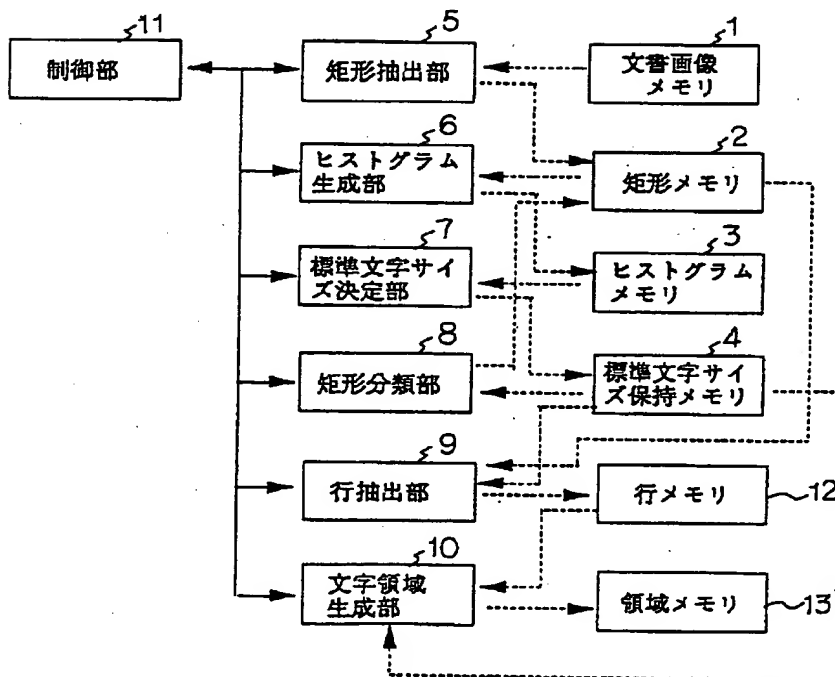 11
制御部
5
矩形抽出部
1
文書画像
メモリ
6
ヒストグラム
生成部
2
矩形メモリ
7
標準文字サイ
ズ決定部
3
ヒストグラム
メモリ
8
矩形分類部
4
標準文字サイ
ズ保持メモリ
9
行抽出部
行メモリ
12
10
文字領域
生成部
領域メモリ
13